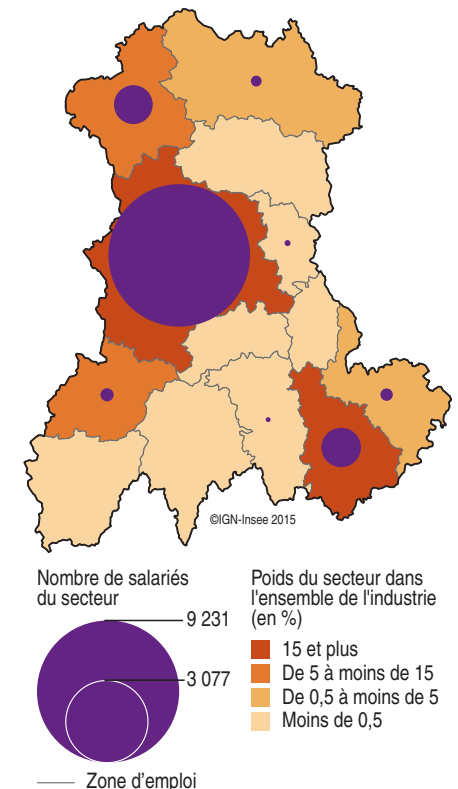 ©IGN-Insee 2015
Nombre de salariés
du secteur
9 231
3 077
Zone d'emploi
Poids du secteur dans
l'ensemble de l'industrie
(en %)
15 et plus
De 5 à moins de 15
De 0,5 à moins de 5
Moins de 0,5